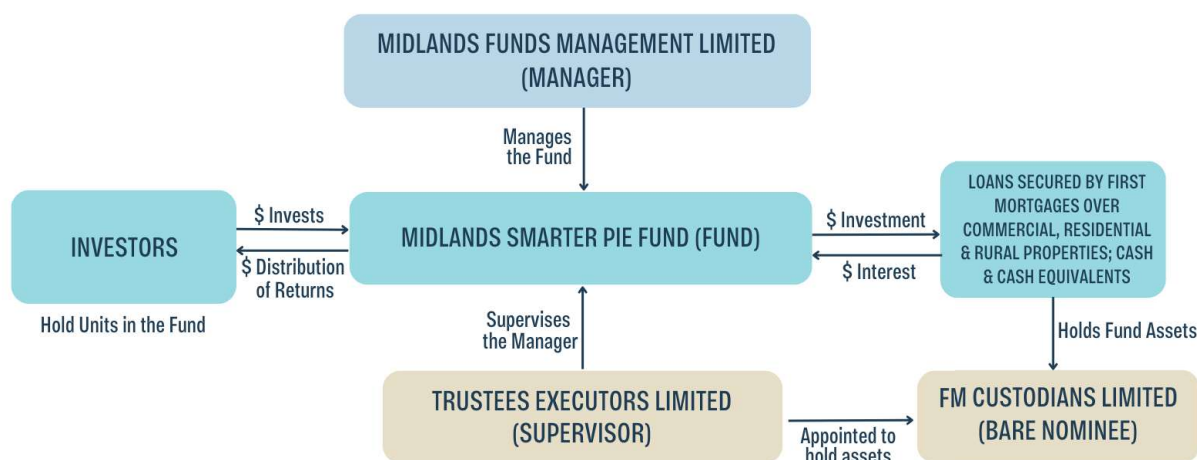 MIDLANDS FUNDS MANAGEMENT LIMITED
(MANAGER)
Manages
the Fund
INVESTORS
Hold Units in the Fund
$ Invests
$ Distribution
of Returns
MIDLANDS SMARTER PIE FUND (FUND)
$ Investment
$ Interest
LOANS SECURED BY FIRST
MORTGAGES OVER
COMMERCIAL, RESIDENTIAL
& RURAL PROPERTIES; CASH
& CASH EQUIVALENTS
Supervises
the Manager
Holds Fund Assets
TRUSTEES EXECUTORS LIMITED
(SUPERVISOR)
Appointed to
hold assets
FM CUSTODIANS LIMITED
(BARE NOMINEE)